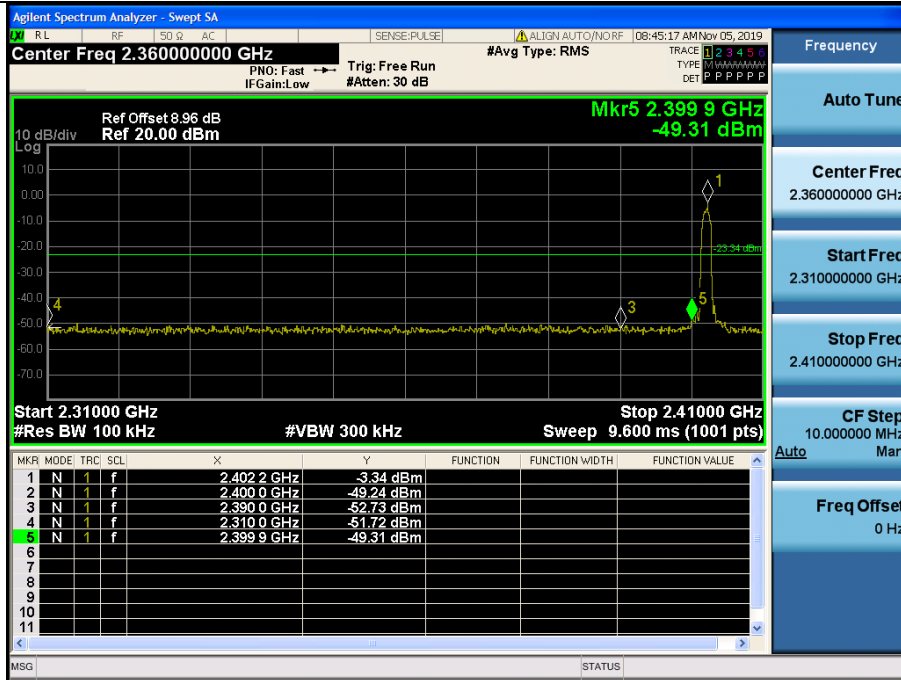 Agilent Spectrum Analyzer - Swept SA
LXI RL RF 50 Ω AC SENSE:PULSE ALIGN AUTO/NO RF 08:45:17 AM Nov 05, 2019
Center Freq 2.360000000 GHz
PNO: Fast
IFGain:Low
Trig: Free Run
#Atten: 30 dB
#Avg Type: RMS
TRACE 1 2 3 4 5 6
TYPE M W W W W W
DET P P P P P P
Mkr5 2.399 9 GHz
-49.31 dBm
Ref Offset 8.96 dB
10 dB/div Ref 20.00 dBm
Log
10.0
0.00
-10.0
-20.0
-30.0
-40.0
-50.0
-60.0
-70.0
1
-23.34 dBm
4
3
5
Start 2.31000 GHz Stop 2.41000 GHz
#Res BW 100 kHz #VBW 300 kHz Sweep 9.600 ms (1001 pts)
MKR MODE TRC SCL X Y FUNCTION FUNCTION WIDTH FUNCTION VALUE
1 N 1 f 2.402 2 GHz -3.34 dBm
2 N 1 f 2.400 0 GHz -49.24 dBm
3 N 1 f 2.390 0 GHz -52.73 dBm
4 N 1 f 2.310 0 GHz -51.72 dBm
5 N 1 f 2.399 9 GHz -49.31 dBm
6
7
8
9
10
11
MSG STATUS
Frequency
Auto Tune
Center Freq
2.360000000 GHz
Start Freq
2.310000000 GHz
Stop Freq
2.410000000 GHz
CF Step
10.000000 MHz
Auto Man
Freq Offset
0 Hz